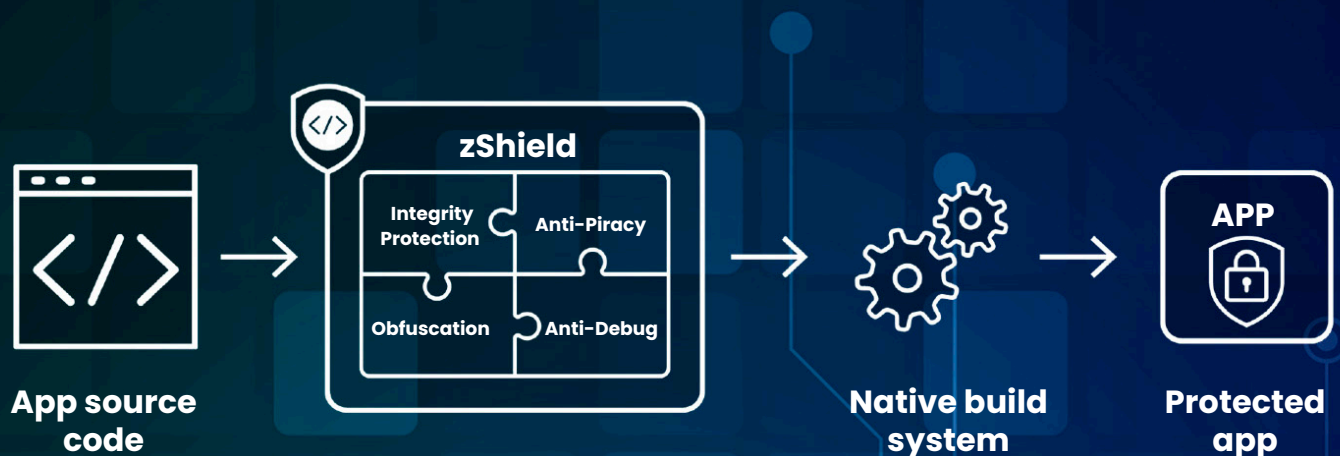 </>
zShield
Integrity
Protection
Anti-Piracy
Obfuscation
Anti-Debug
</>
APP
App source
code
Native build
system
Protected
app